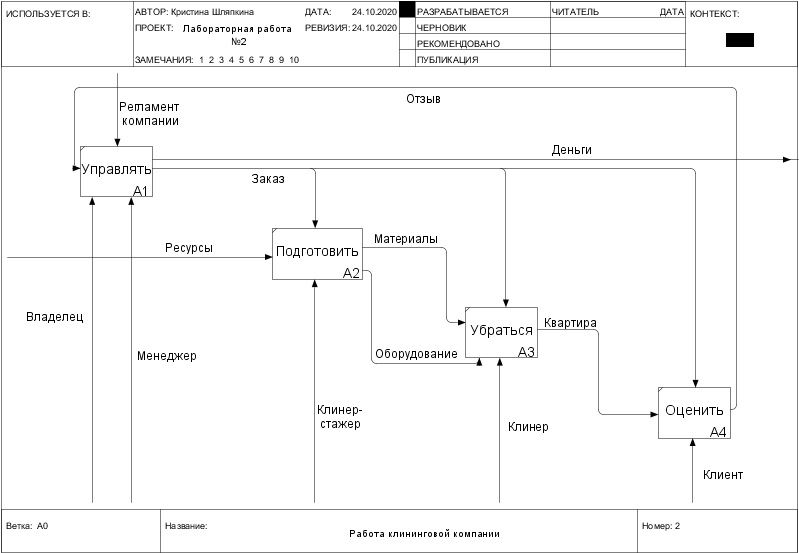 ИСПОЛЬЗУЕТСЯ В:
АВТОР: Кристина Шляпкина
ДАТА: 24.10.2020
ПРОЕКТ: Лабораторная работа
№2
РЕВИЗИЯ: 24.10.2020
ЗАМЕЧАНИЯ: 1 2 3 4 5 6 7 8 9 10
РАЗРАБАТЫВАЕТСЯ
ЧЕРНОВИК
РЕКОМЕНДОВАНО
ПУБЛИКАЦИЯ
ЧИТАТЕЛЬ
ДАТА
КОНТЕКСТ:
Отзыв
Регламент
компании
Деньги
Управлять
A1
Заказ
Материалы
Ресурсы
Подготовить
A2
Владелец
Квартира
Убраться
A3
Менеджер
Оборудование
Клинер-
стажер
Оценить
A4
Клинер
Клиент
Ветка: A0
Название:
Работа клининговой компании
Номер: 2